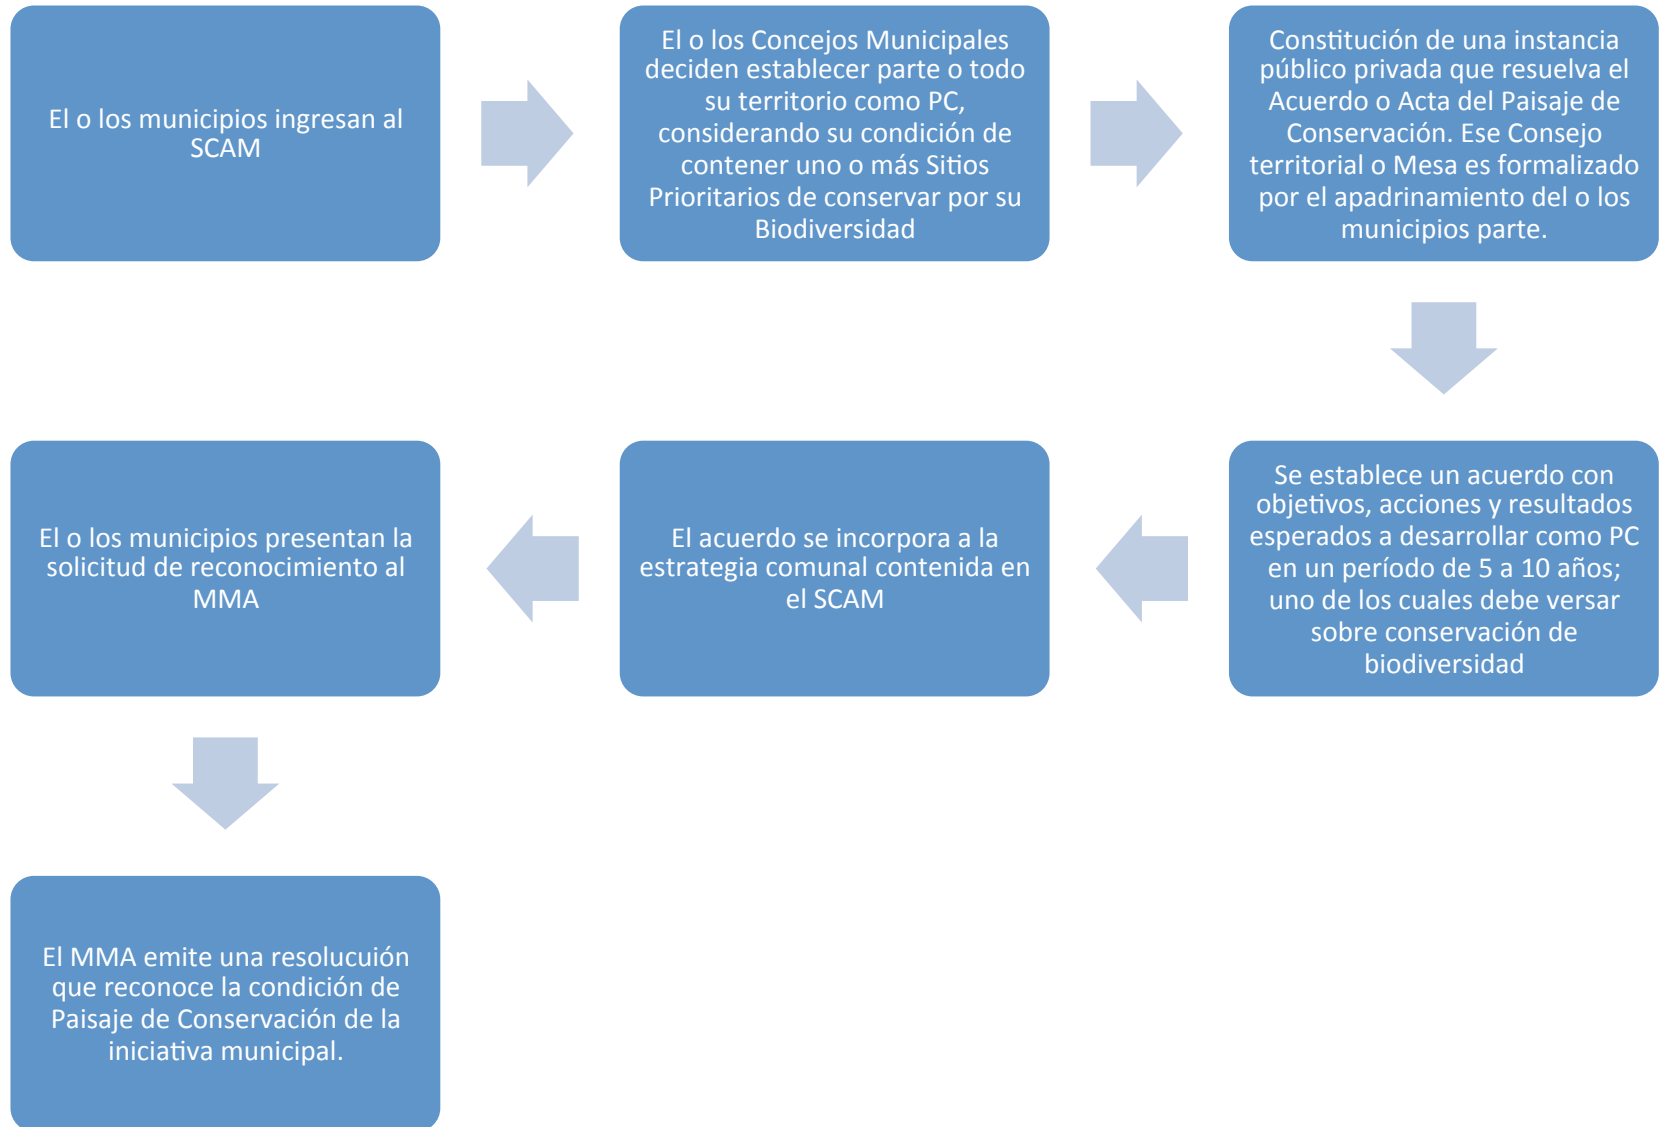 El o los municipios ingresan al
SCAM
El o los Concejos Municipales
deciden establecer parte o todo
su territorio como PC,
considerando su condición de
contener uno o más Sitios
Prioritarios de conservar por su
Biodiversidad
Constitución de una instancia
público privada que resuelva el
Acuerdo o Acta del Paisaje de
Conservación. Ese Consejo
territorial o Mesa es formalizado
por el apadrinamiento del o los
municipios parte.
Se establece un acuerdo con
objetivos, acciones y resultados
esperados a desarrollar como PC
en un período de 5 a 10 años;
uno de los cuales debe versar
sobre conservación de
biodiversidad
El acuerdo se incorpora a la
estrategia comunal contenida en
el SCAM
El o los municipios presentan la
solicitud de reconocimiento al
MMA
El MMA emite una resolucuión
que reconoce la condición de
Paisaje de Conservación de la
iniciativa municipal.